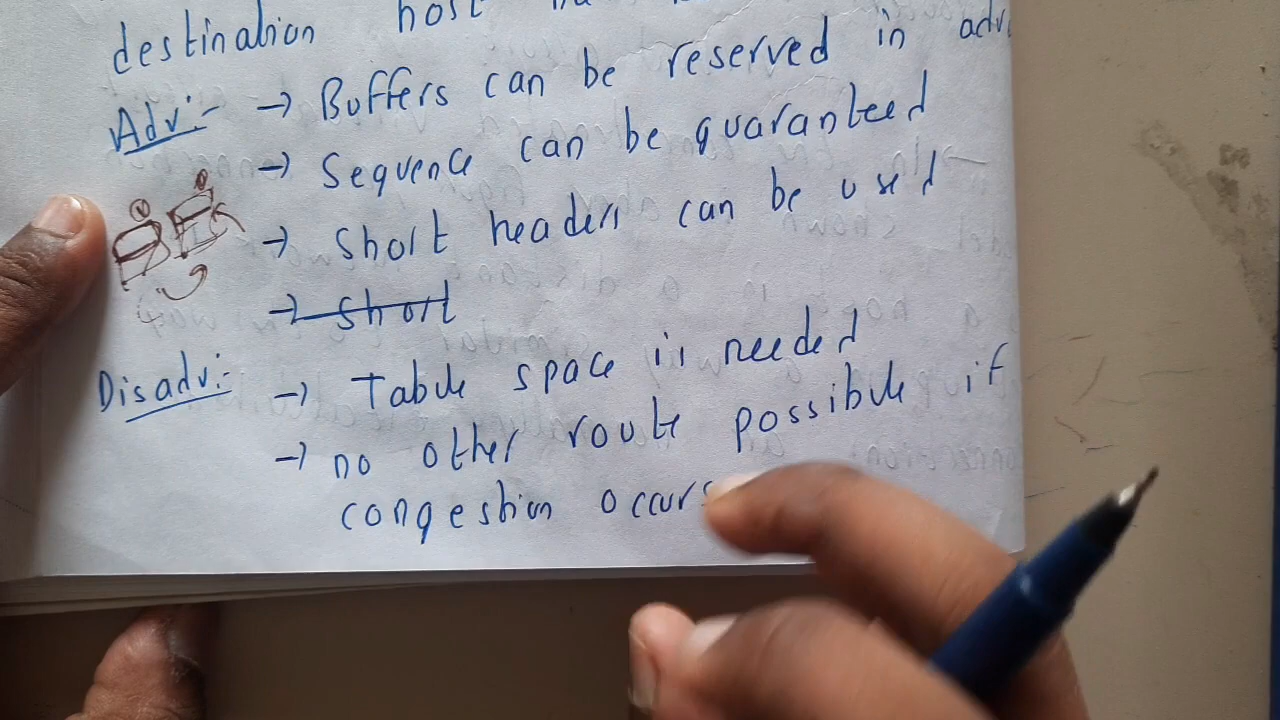 destination host
Adv:- → Buffers can be reserved in adv
→ Sequence can be guaranteed
→ Short headers can be used
→ Short
Disadv:- → Table space is needed
→ no other route possible if
congestion occurs